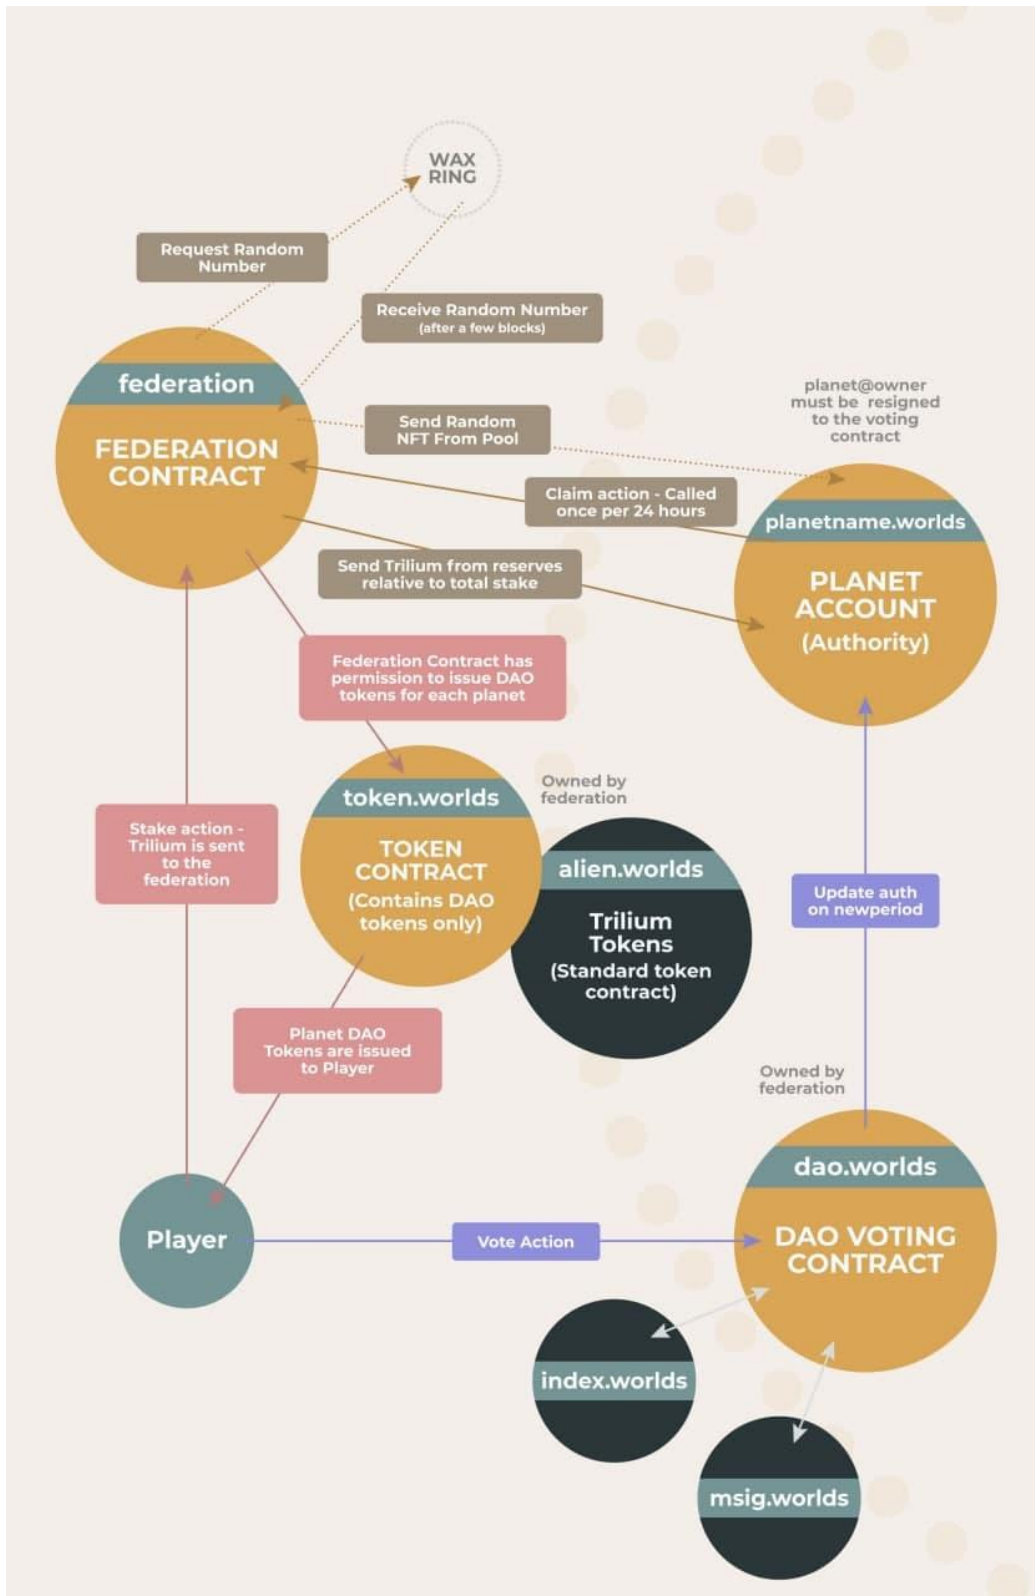 WAX
RING
Request Random
Number
Receive Random Number
(after a few blocks)
federation
FEDERATION
CONTRACT
Send Random
NFT From Pool
planet@owner
must be  resigned
to the voting
contract
Claim action - Called
once per 24 hours
planetname.worlds
PLANET
ACCOUNT
(Authority)
Send Trilium from reserves
relative to total stake
Federation Contract has
permission to issue DAO
tokens for each planet
token.worlds
TOKEN
CONTRACT
(Contains DAO
tokens only)
Owned by
federation
alien.worlds
Trilium
Tokens
(Standard token
contract)
Stake action -
Trilium is sent
to the
federation
Update auth
on newperiod
Planet DAO
Tokens are issued
to Player
Owned by
federation
dao.worlds
DAO VOTING
CONTRACT
Player
Vote Action
index.worlds
msig.worlds